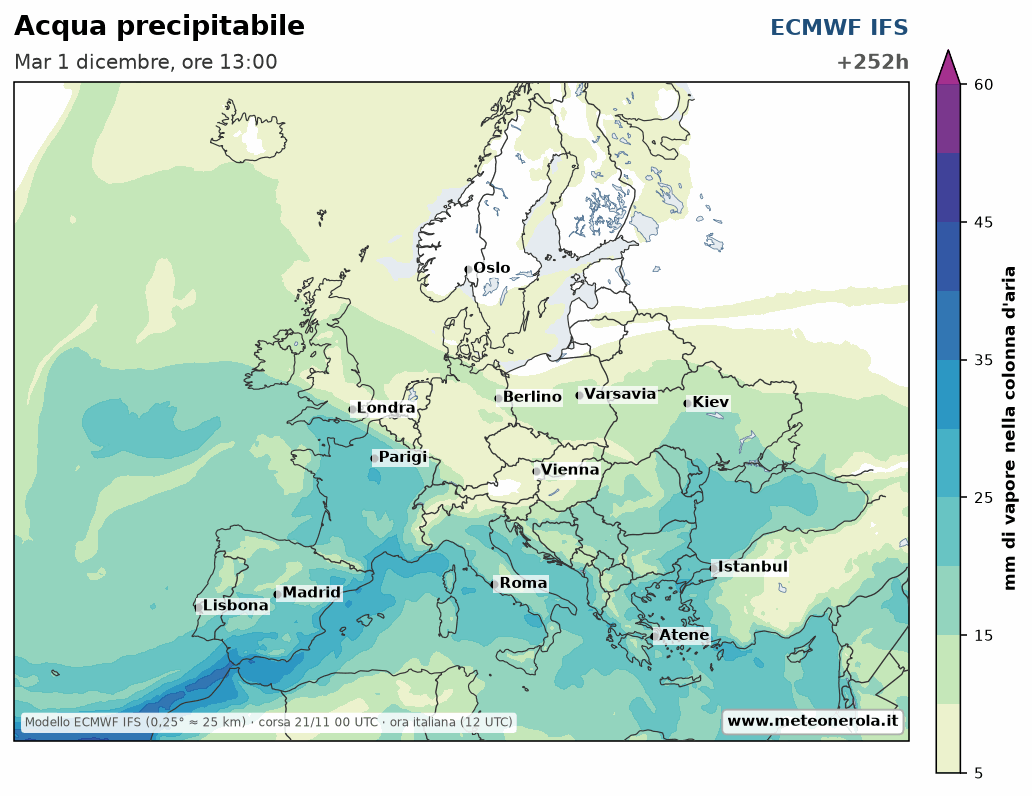 Acqua precipitabile
ECMWF IFS
Mar 1 dicembre, ore 13:00
+252h
60
45
35
25
15
5
mm di vapore nella colonna d'aria
Oslo
Londra
Berlino
Varsavia
Kiev
Parigi
Vienna
Istanbul
Roma
Madrid
Lisbona
Atene
Modello ECMWF IFS (0,25° ≈ 25 km) · corsa 21/11 00 UTC · ora italiana (12 UTC)
www.meteonerola.it